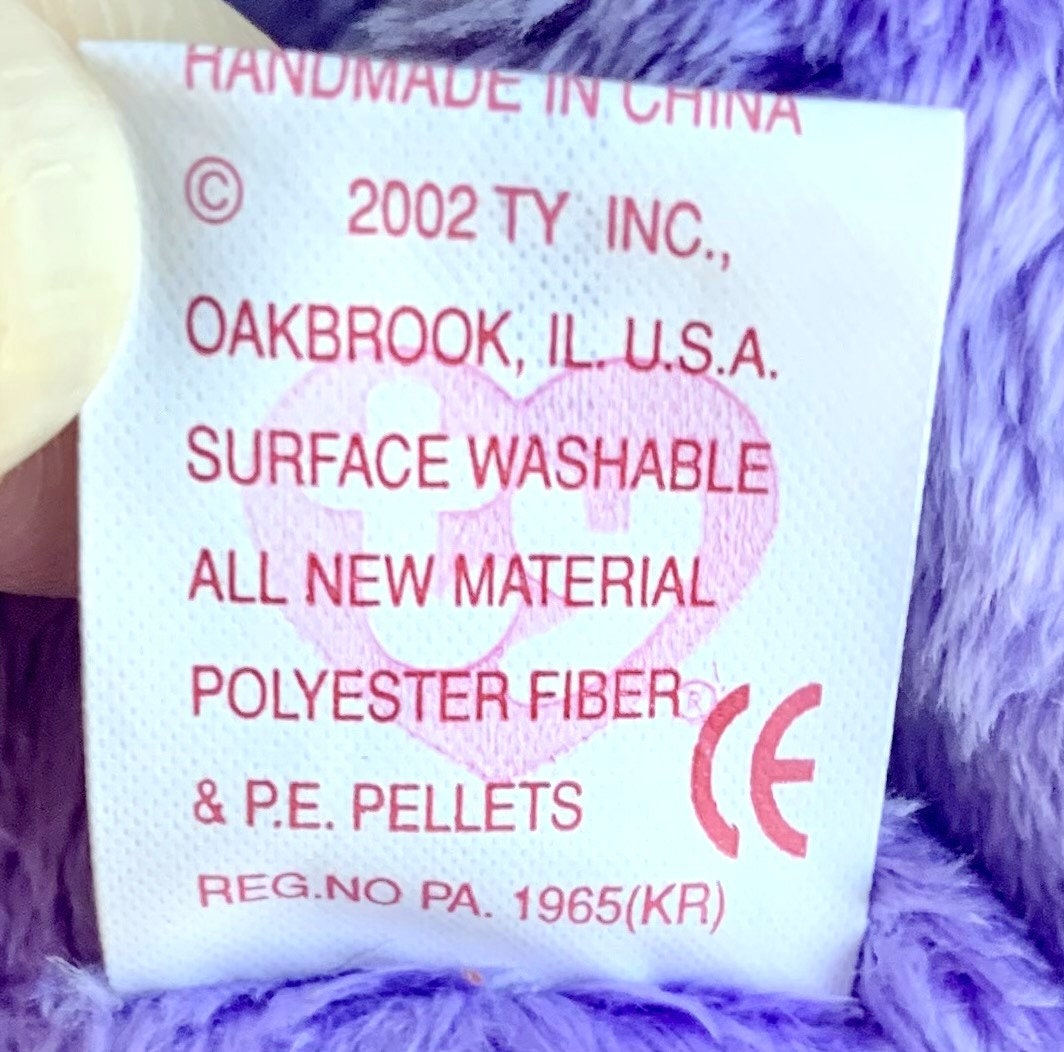 HANDMADE IN CHINA
© 2002 TY INC.,
OAKBROOK, IL. U.S.A.
SURFACE WASHABLE
ALL NEW MATERIAL
POLYESTER FIBER
& P.E. PELLETS
REG.NO PA. 1965(KR)
ty®
CE